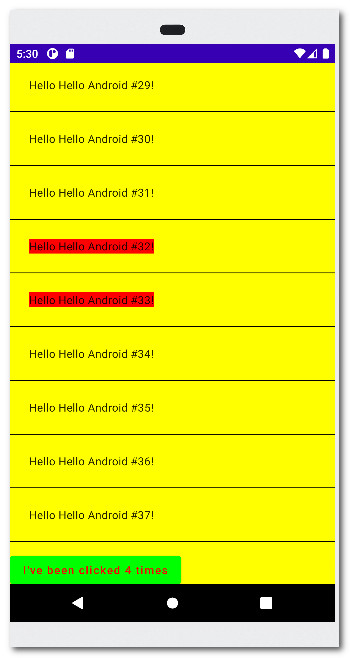 5:30
Hello Hello Android #29!
Hello Hello Android #30!
Hello Hello Android #31!
Hello Hello Android #32!
Hello Hello Android #33!
Hello Hello Android #34!
Hello Hello Android #35!
Hello Hello Android #36!
Hello Hello Android #37!
I've been clicked 4 times